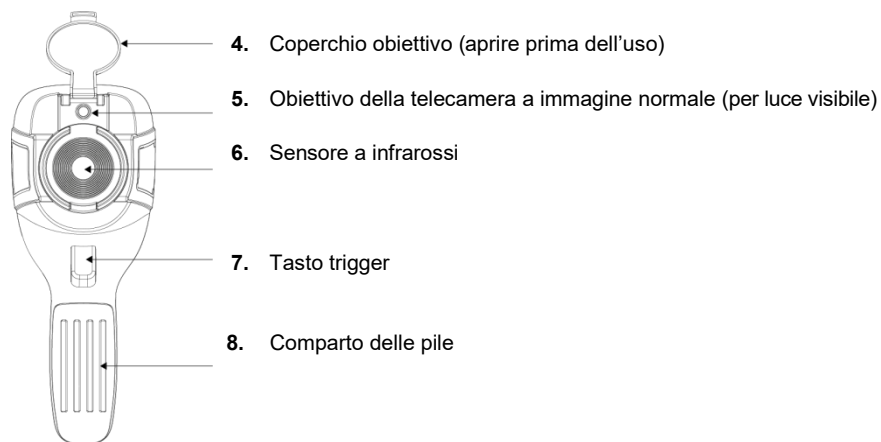 4. Coperchio obiettivo (aprire prima dell'uso)
5. Obiettivo della telecamera a immagine normale (per luce visibile)
6. Sensore a infrarossi
7. Tasto trigger
8. Comparto delle pile